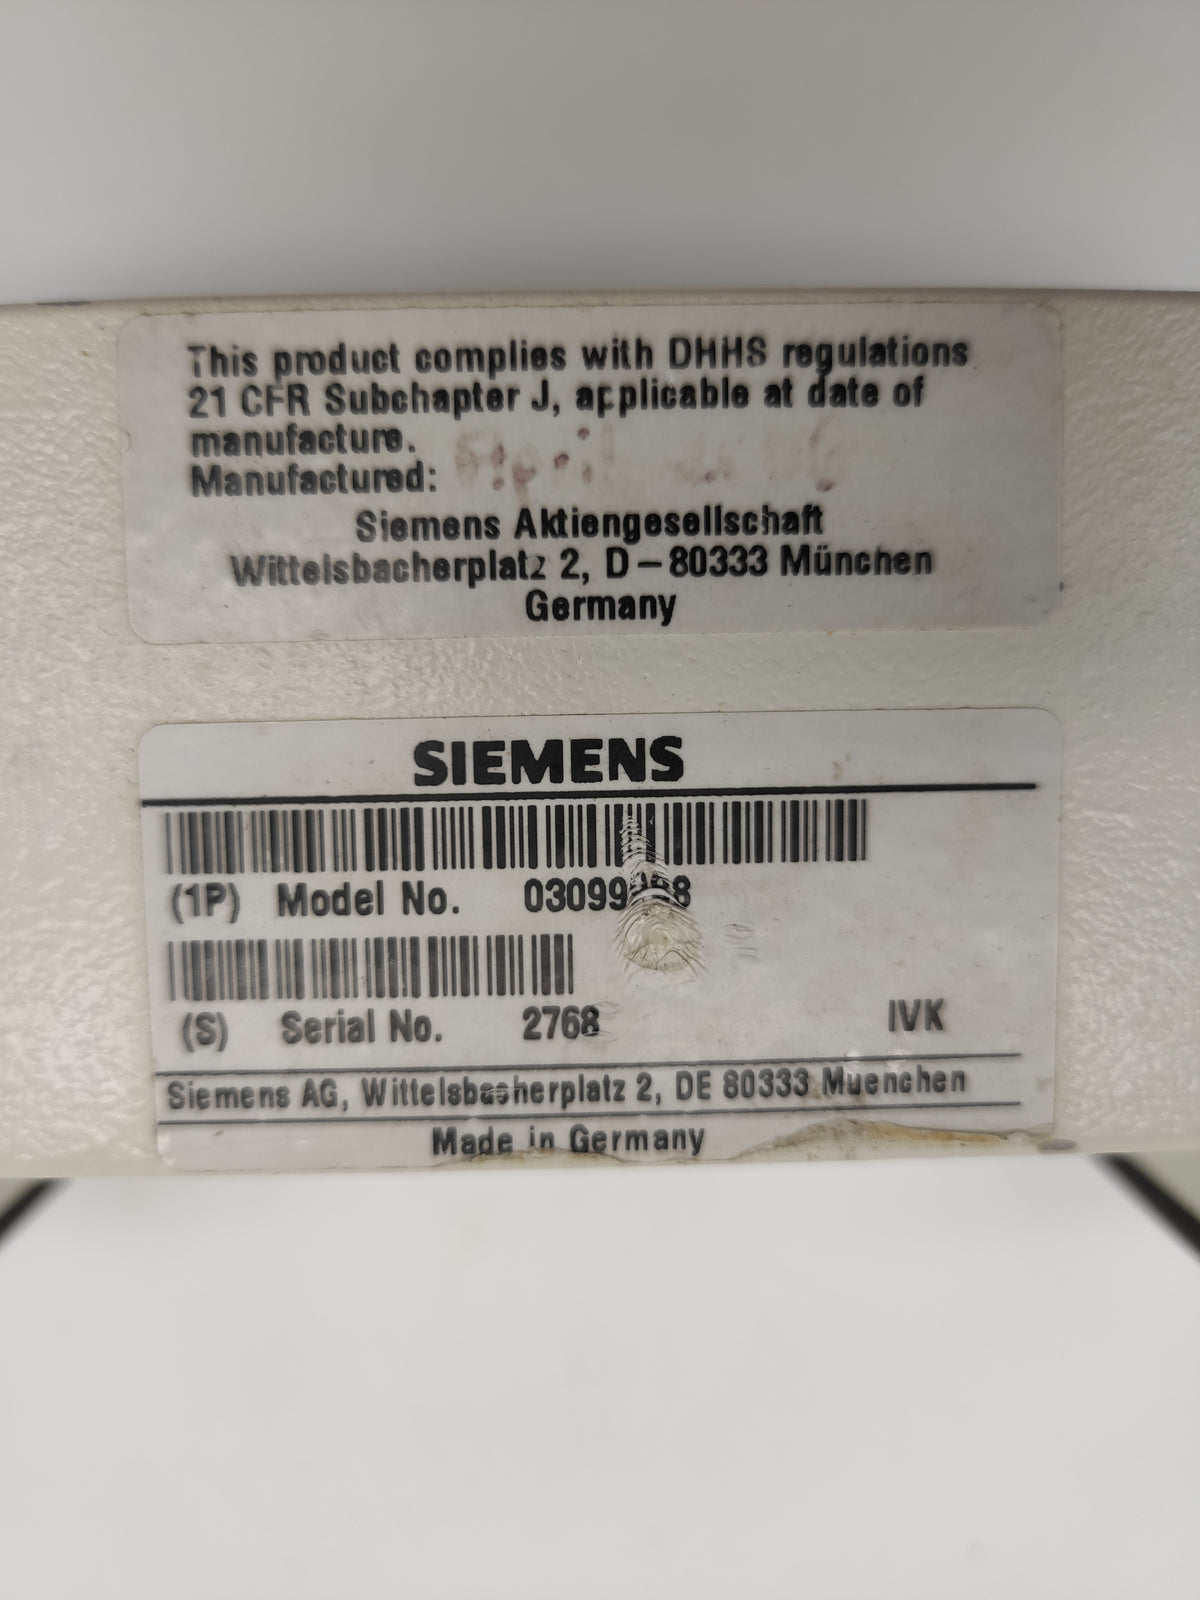 This product complies with DHHS regulations
21 CFR Subchapter J, applicable at date of
manufacture.
Manufactured: April
Siemens Aktiengesellschaft
Wittelsbacherplatz 2, D-80333 München
Germany
SIEMENS
(1P) Model No.
(S) Serial No. 2768 IVK
Siemens AG, Wittelsbacherplatz 2, DE 80333 Muenchen
Made in Germany